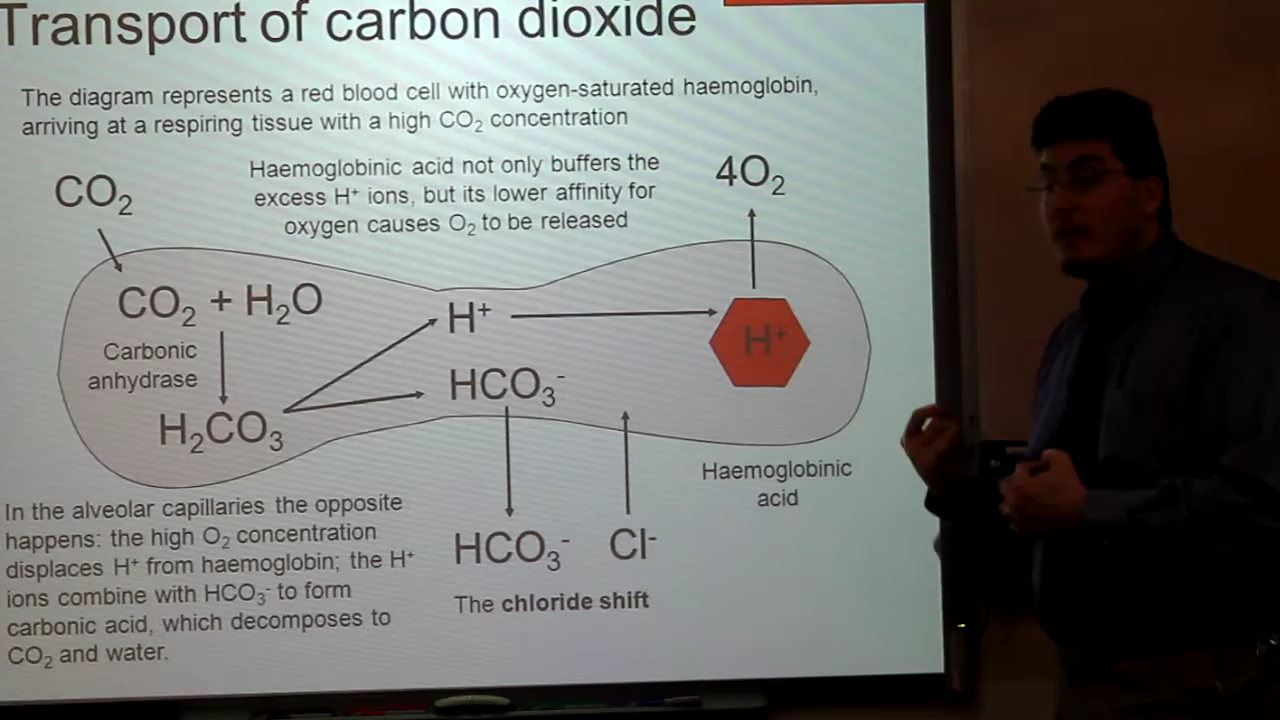 Transport of carbon dioxide
The diagram represents a red blood cell with oxygen-saturated haemoglobin,
arriving at a respiring tissue with a high CO₂ concentration
CO₂
Haemoglobinic acid not only buffers the
excess H⁺ ions, but its lower affinity for
oxygen causes O₂ to be released
4O₂
CO₂ + H₂O
Carbonic
anhydrase
H₂CO₃
H⁺
HCO₃⁻
H⁺
Haemoglobinic
acid
In the alveolar capillaries the opposite
happens: the high O₂ concentration
displaces H⁺ from haemoglobin; the H⁺
ions combine with HCO₃⁻ to form
carbonic acid, which decomposes to
CO₂ and water.
HCO₃⁻ Cl⁻
The chloride shift